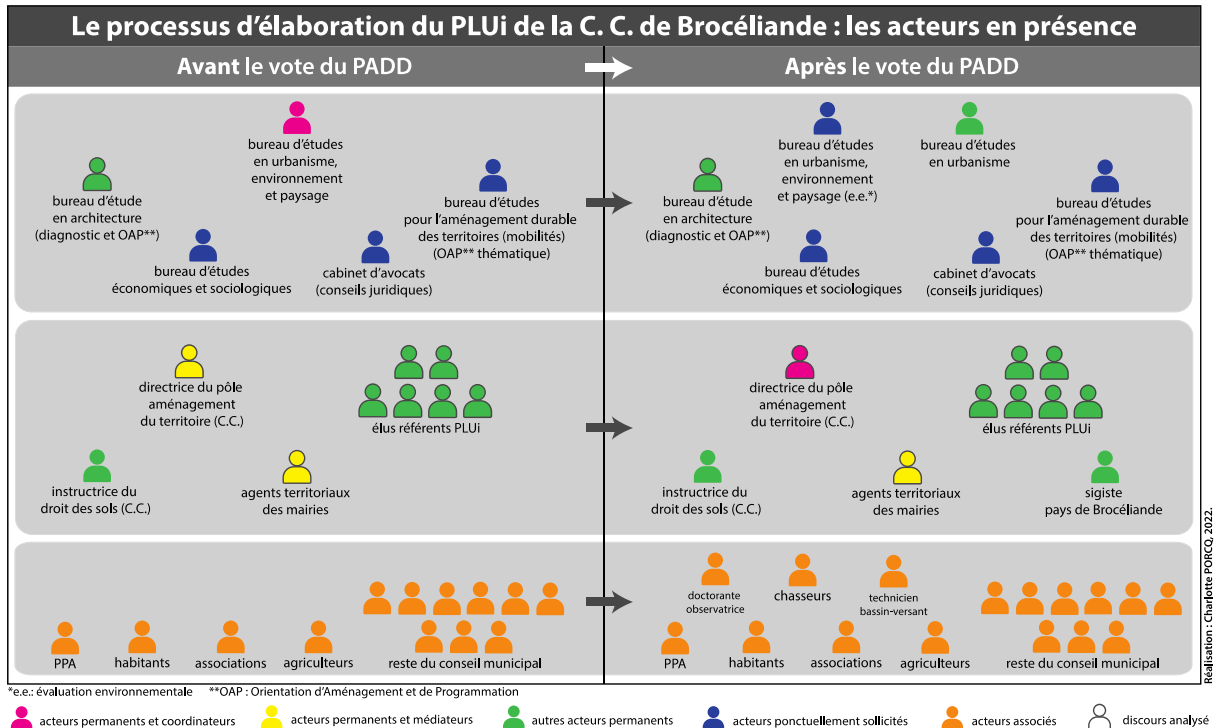 Le processus d'élaboration du PLUi de la C. C. de Brocéliande : les acteurs en présence
Avant le vote du PADD
Après le vote du PADD
bureau d'études
en urbanisme,
environnement
et paysage
bureau d'étude
en architecture
(diagnostic et OAP**)
bureau d'études
pour l'aménagement durable
des territoires (mobilités)
(OAP** thématique)
bureau d'études
économiques et sociologiques
cabinet d'avocats
(conseils juridiques)
bureau d'études
en urbanisme,
environnement
et paysage (e.e.*)
bureau d'études
en urbanisme
bureau d'étude
en architecture
(diagnostic et OAP**)
bureau d'études
pour l'aménagement durable
des territoires (mobilités)
(OAP** thématique)
bureau d'études
économiques et sociologiques
cabinet d'avocats
(conseils juridiques)
directrice du pôle
aménagement
du territoire (C.C.)
élus référents PLUi
instructrice du
droit des sols (C.C.)
agents territoriaux
des mairies
directrice du pôle
aménagement
du territoire (C.C.)
élus référents PLUi
instructrice du
droit des sols (C.C.)
agents territoriaux
des mairies
sigiste
pays de Brocéliande
PPA
habitants
associations
agriculteurs
reste du conseil municipal
doctorante
observatrice
chasseurs
technicien
bassin-versant
PPA
habitants
associations
agriculteurs
reste du conseil municipal
Réalisation : Charlotte PORCQ, 2022.
*e.e.: évaluation environnementale **OAP : Orientation d'Aménagement et de Programmation
acteurs permanents et coordinateurs
acteurs permanents et médiateurs
autres acteurs permanents
acteurs ponctuellement sollicités
acteurs associés
discours analysé